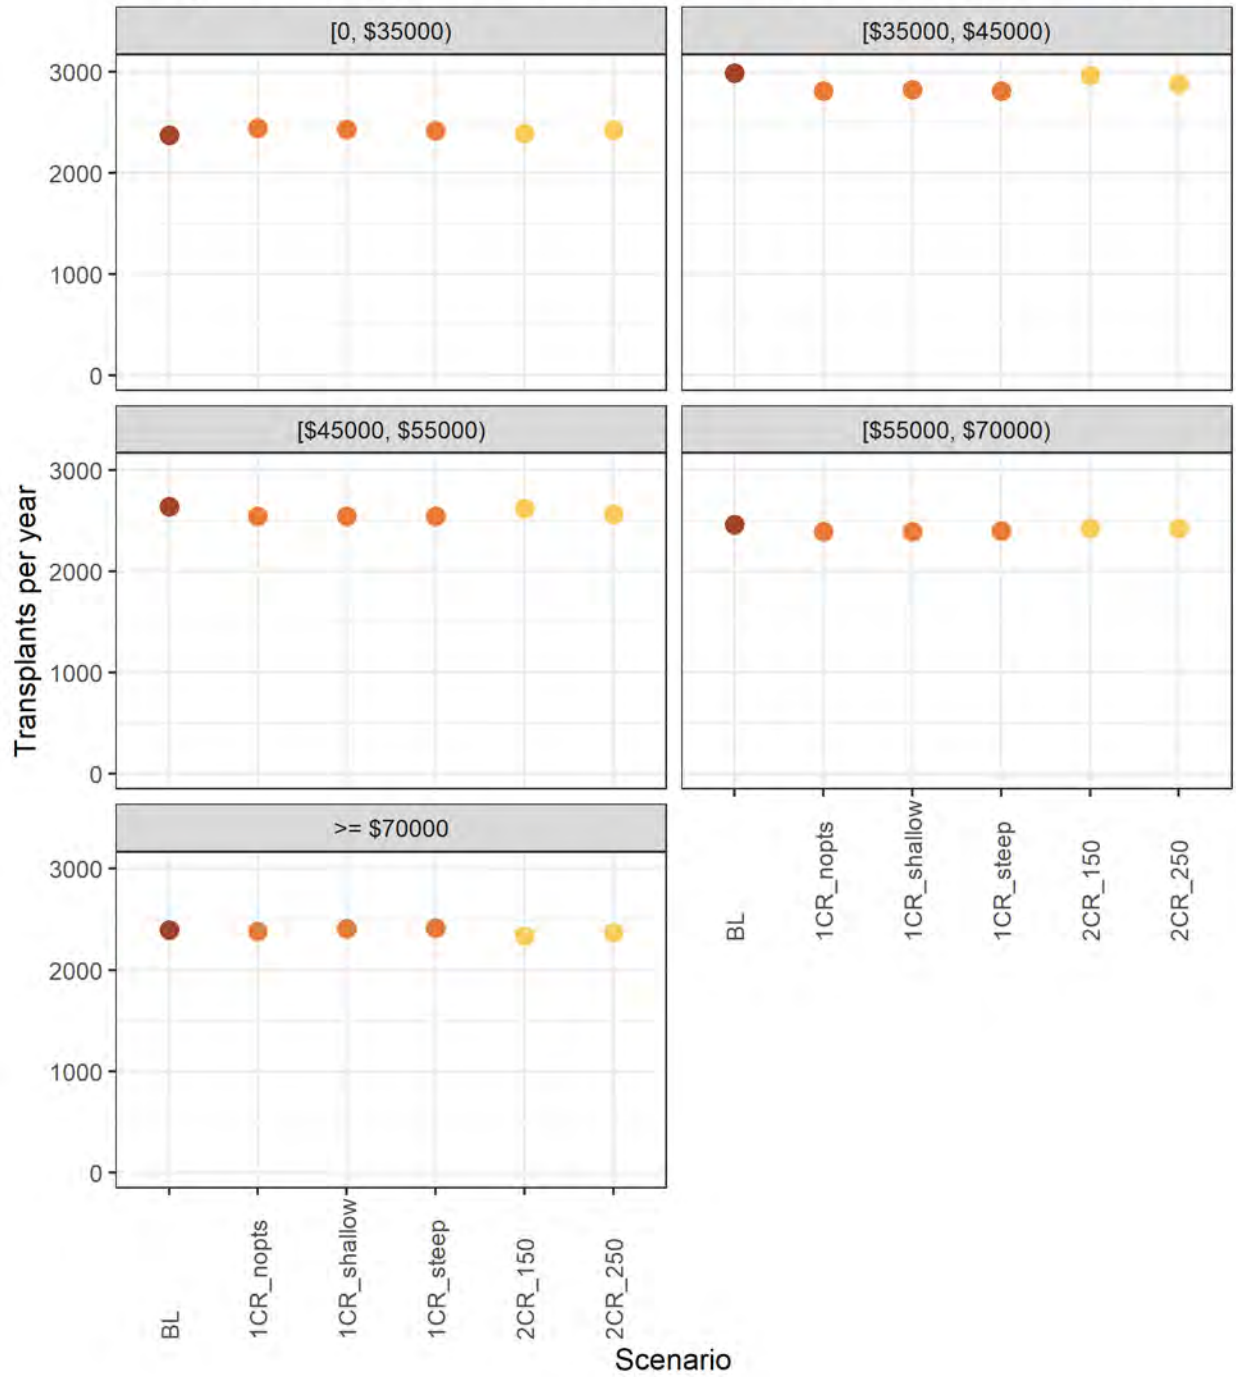 [0, $35000)
[$35000, $45000)
3000
2000
1000
0
[$45000, $55000)
[$55000, $70000)
Transplants per year
3000
2000
1000
0
>= $70000
3000
2000
1000
0
BL
1CR_nopts
1CR_shallow
1CR_steep
2CR_150
2CR_250
BL
1CR_nopts
1CR_shallow
1CR_steep
2CR_150
2CR_250
Scenario